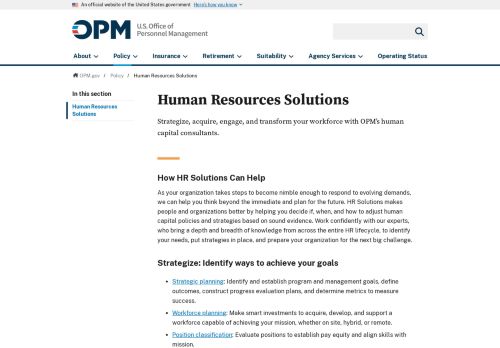 An official website of the United States government Here's how you know
OPM U.S. Office of
Personnel Management
About Policy Insurance Retirement Suitability Agency Services Operating Status
OPM.gov / Policy / Human Resources Solutions
In this section
Human Resources
Solutions
Human Resources Solutions
Strategize, acquire, engage, and transform your workforce with OPM's human
capital consultants.
How HR Solutions Can Help
As your organization takes steps to become nimble enough to respond to evolving demands,
we can help you think beyond the immediate and plan for the future. HR Solutions makes
people and organizations better by helping you decide if, when, and how to adjust human
capital policies and strategies based on sound evidence. Work confidently with our experts,
who bring a depth and breadth of knowledge from across the entire HR lifecycle, to identify
your needs, put strategies in place, and prepare your organization for the next big challenge.
Strategize: Identify ways to achieve your goals
• Strategic planning: Identify and establish program and management goals, define
outcomes, construct progress evaluation plans, and determine metrics to measure
success.
• Workforce planning: Make smart investments to acquire, develop, and support a
workforce capable of achieving your mission, whether on site, hybrid, or remote.
• Position classification: Evaluate positions to establish pay equity and align skills with
mission.